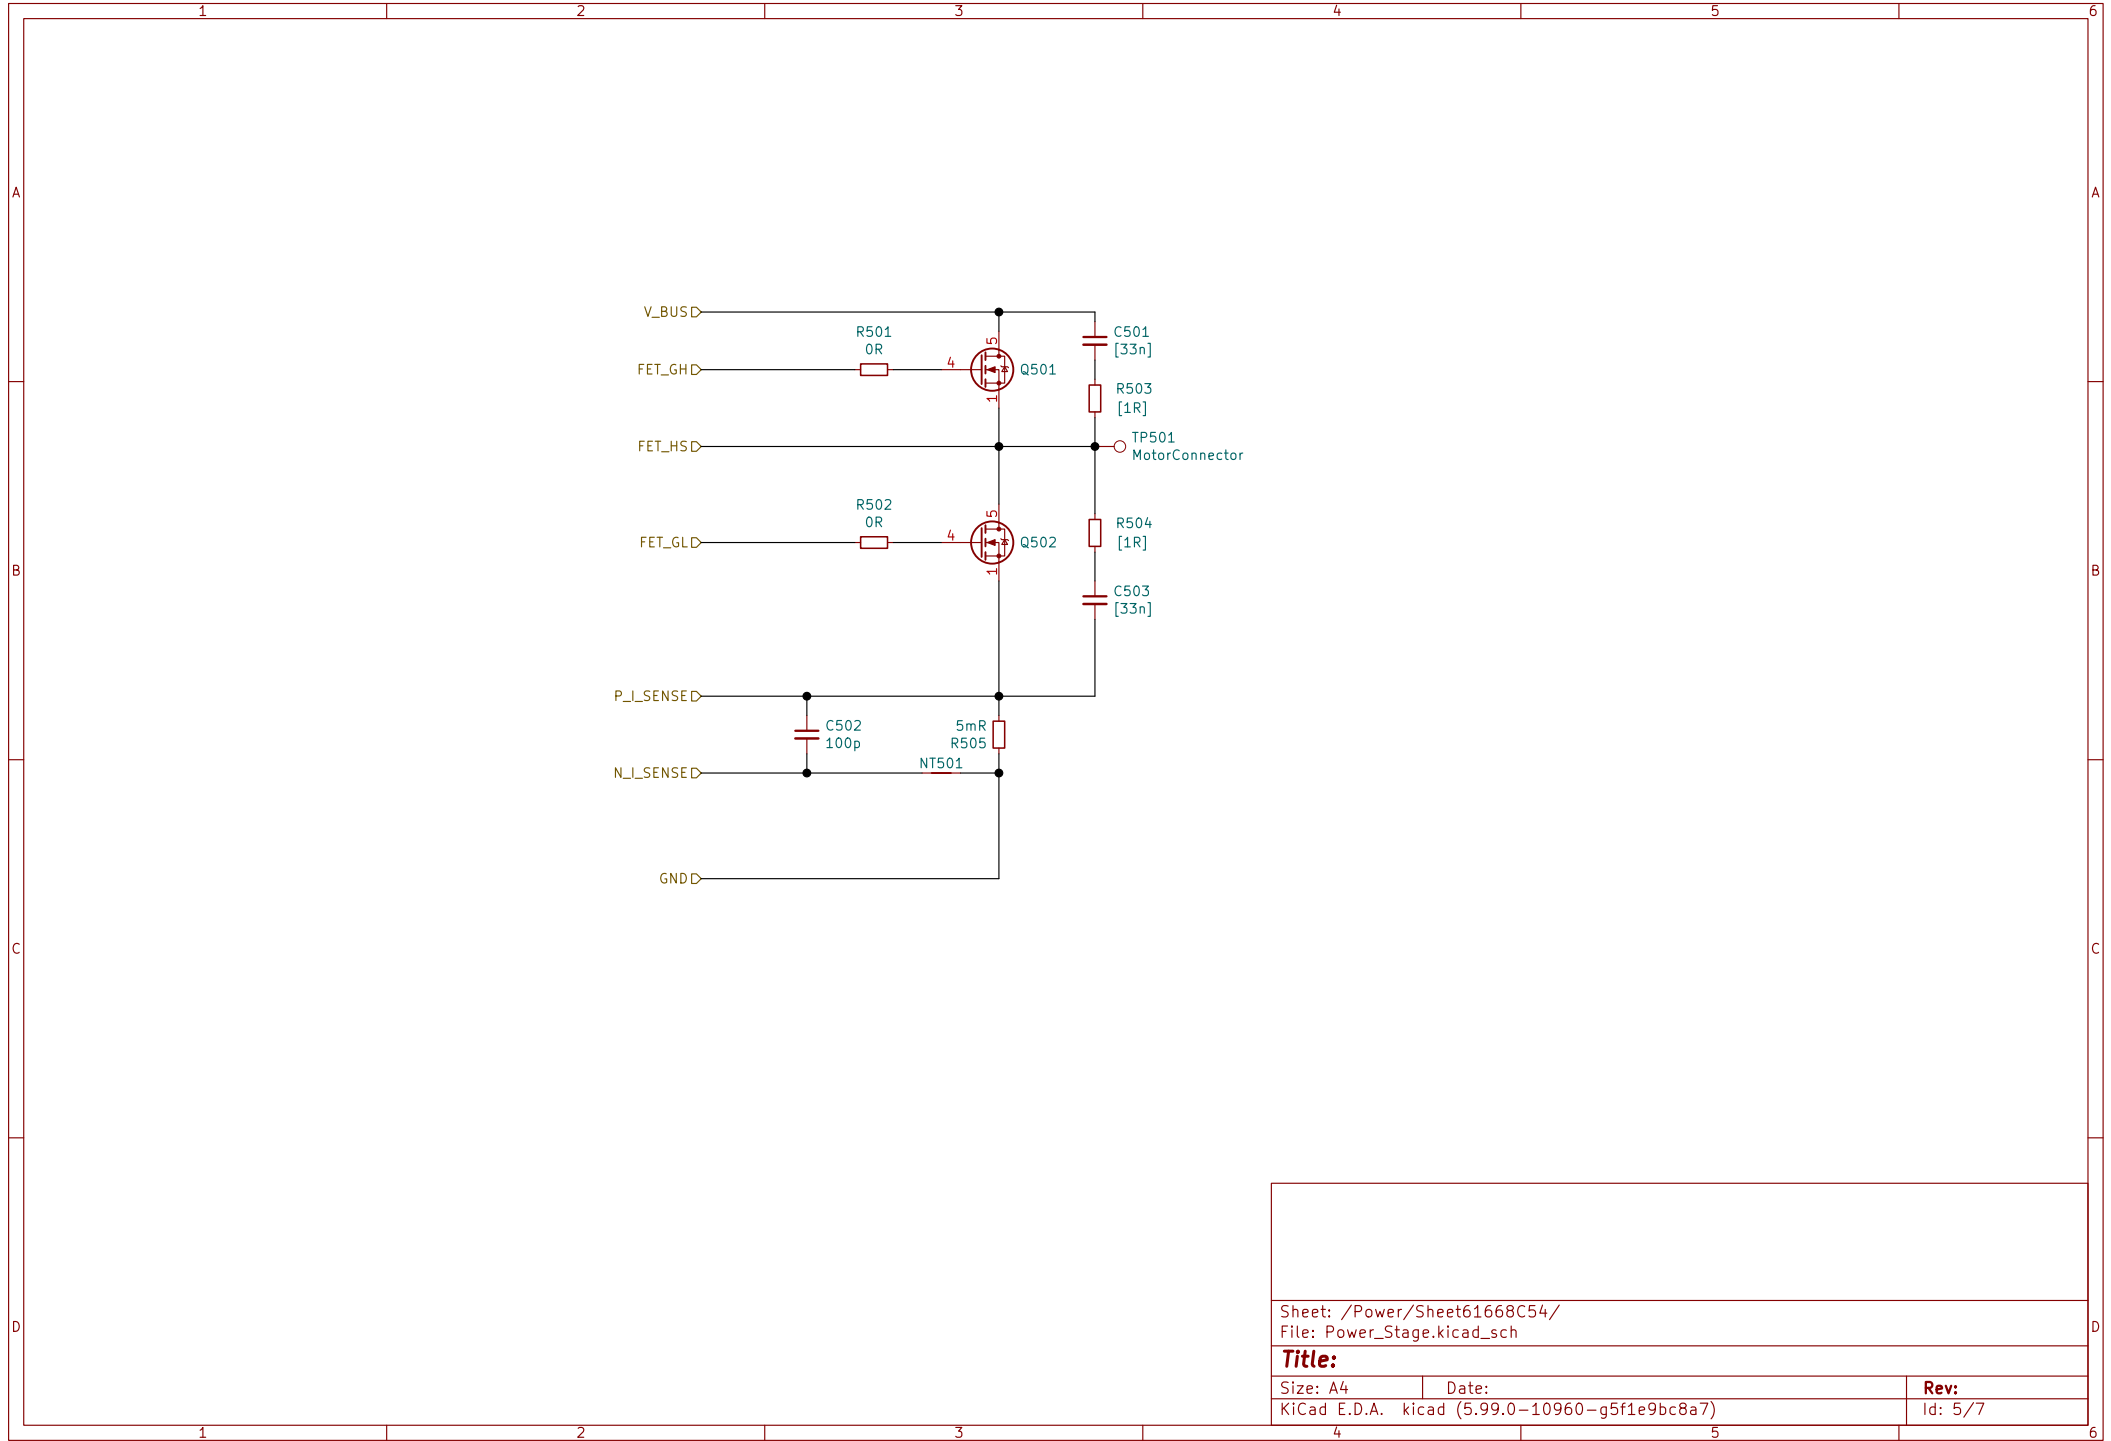 1 2 3 4 5 6
A A
V_BUS
R501
0R
FET_GH
4
5
1
Q501
C501
[33n]
R503
[1R]
FET_HS
TP501
MotorConnector
R502
0R
FET_GL
4
5
1
Q502
R504
[1R]
B B
C503
[33n]
P_I_SENSE
C502
100p
5mR
R505
NT501
N_I_SENSE
GND
C C
D D
Sheet: /Power/Sheet61668C54/
File: Power_Stage.kicad_sch
Title:
Size: A4 Date: Rev:
KiCad E.D.A. kicad (5.99.0-10960-g5f1e9bc8a7) Id: 5/7
1 2 3 4 5 6